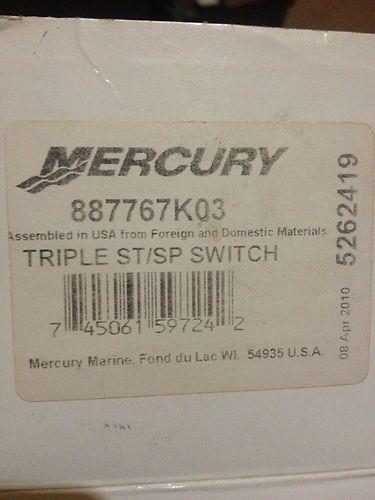 MERCURY
887767K03
Assembled in USA from Foreign and Domestic Materials
TRIPLE ST/SP SWITCH
7 45061 59724 2
Mercury Marine, Fond du Lac WI. 54935 U.S.A.
08 Apr 2010 5262419